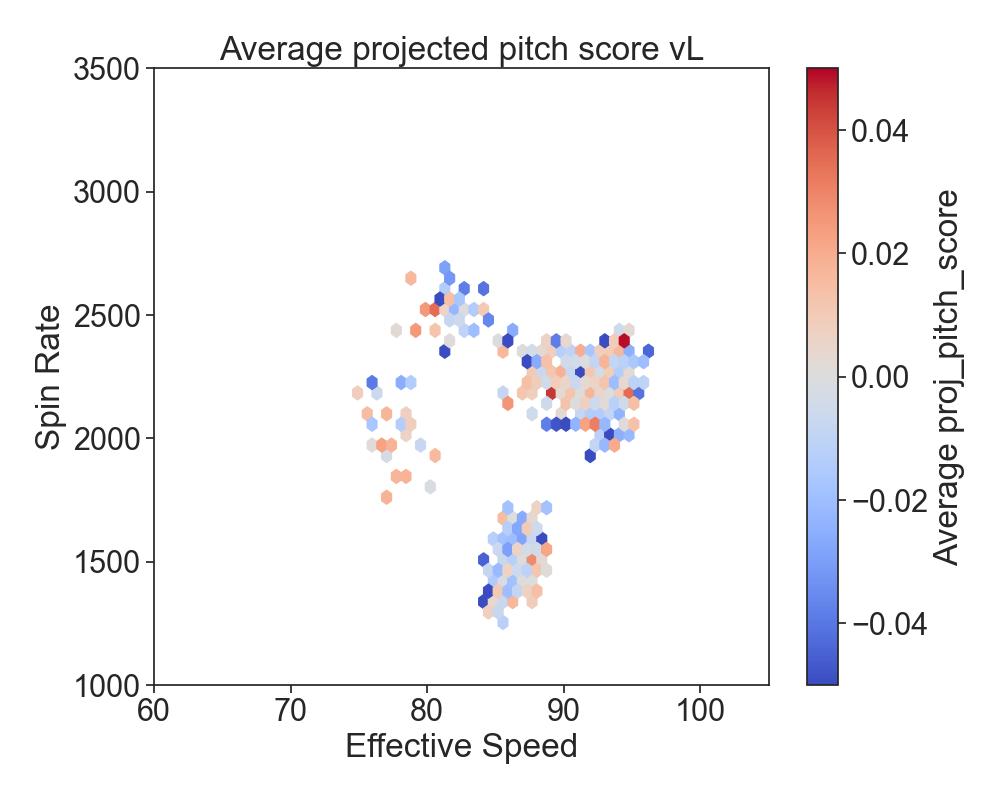 Average projected pitch score vL
3500
3000
2500
2000
1500
1000
Spin Rate
60 70 80 90 100
Effective Speed
0.04
0.02
0.00
−0.02
−0.04
Average proj_pitch_score